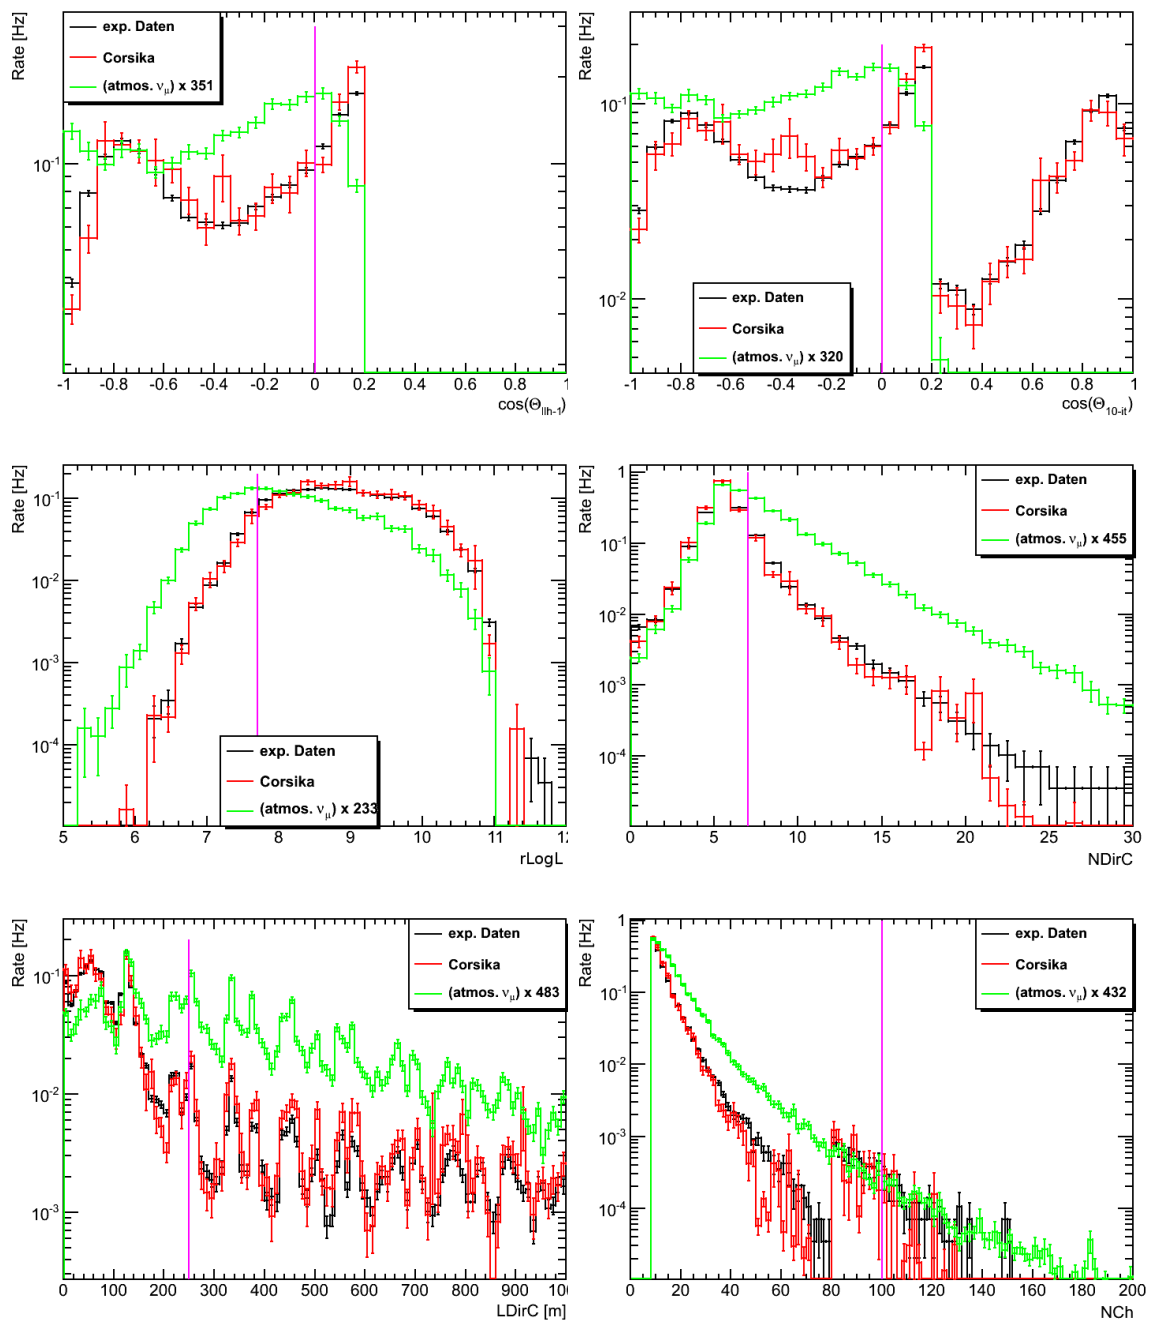 Rate [Hz]
exp. Daten
Corsika
(atmos. νμ) x 351
10⁻¹
-1 -0.8 -0.6 -0.4 -0.2 0 0.2 0.4 0.6 0.8 1
cos(Θllh-1)
Rate [Hz]
10⁻¹
10⁻²
exp. Daten
Corsika
(atmos. νμ) x 320
-1 -0.8 -0.6 -0.4 -0.2 0 0.2 0.4 0.6 0.8 1
cos(Θ10-it)
Rate [Hz]
10⁻¹
10⁻²
10⁻³
10⁻⁴
exp. Daten
Corsika
(atmos. νμ) x 233
5 6 7 8 9 10 11 12
rLogL
Rate [Hz]
1
exp. Daten
Corsika
(atmos. νμ) x 455
10⁻¹
10⁻²
10⁻³
10⁻⁴
0 5 10 15 20 25 30
NDirC
Rate [Hz]
exp. Daten
Corsika
(atmos. νμ) x 483
10⁻¹
10⁻²
10⁻³
0 100 200 300 400 500 600 700 800 900 1000
LDirC [m]
Rate [Hz]
1
exp. Daten
Corsika
(atmos. νμ) x 432
10⁻¹
10⁻²
10⁻³
10⁻⁴
0 20 40 60 80 100 120 140 160 180 200
NCh